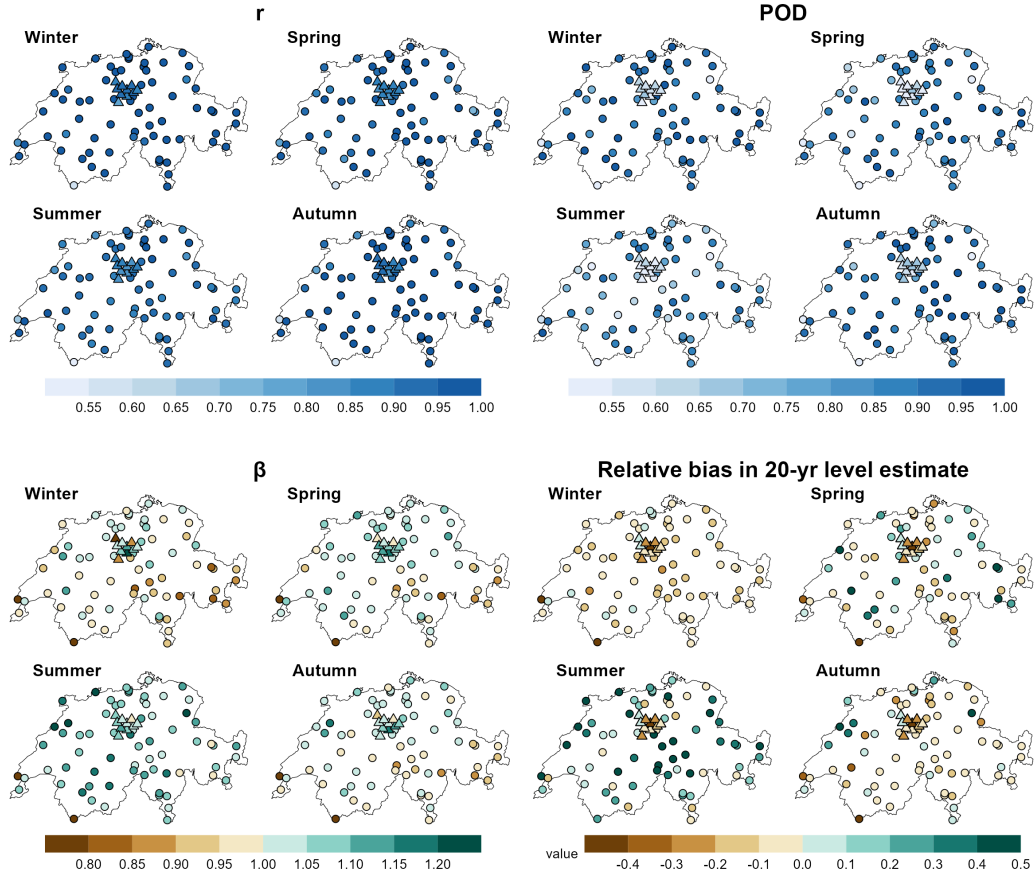 r
POD
Winter
Spring
Winter
Spring
Summer
Autumn
Summer
Autumn
0.55 0.60 0.65 0.70 0.75 0.80 0.85 0.90 0.95 1.00
0.55 0.60 0.65 0.70 0.75 0.80 0.85 0.90 0.95 1.00
β
Relative bias in 20-yr level estimate
Winter
Spring
Winter
Spring
Summer
Autumn
Summer
Autumn
0.80 0.85 0.90 0.95 1.00 1.05 1.10 1.15 1.20
value -0.4 -0.3 -0.2 -0.1 0.0 0.1 0.2 0.3 0.4 0.5